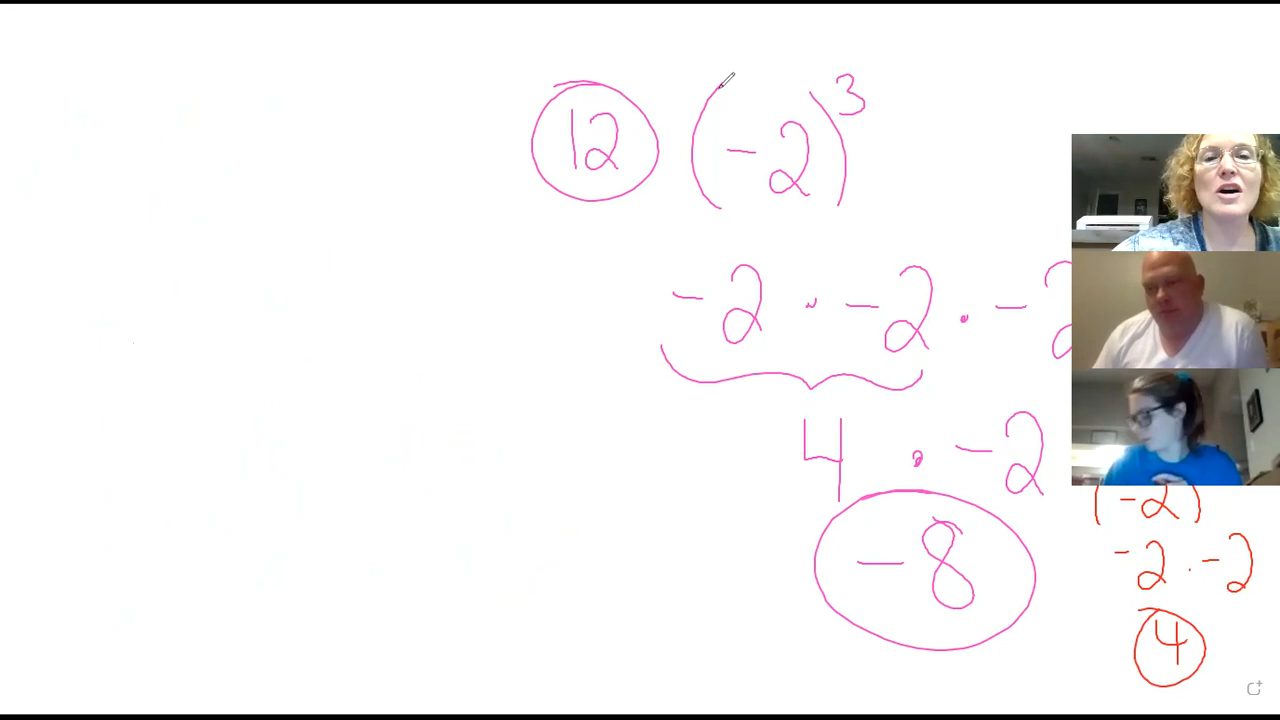 12 (-2)³
-2 · -2 · -2
4 · -2
-8
(-2)
-2 · -2
4